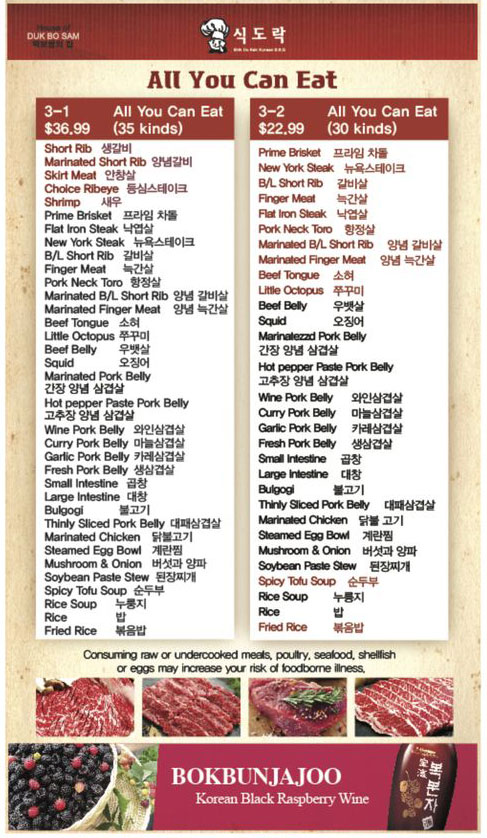 House of
DUK BO SAM
떡보쌈의 집
식도락
Shik Do Rak Korean B.B.Q
All You Can Eat
3-1 All You Can Eat
$36,99 (35 kinds)
Short Rib 생갈비
Marinated Short Rib 양념갈비
Skirt Meat 안창살
Choice Ribeye 등심스테이크
Shrimp 새우
Prime Brisket 프라임 차돌
Flat Iron Steak 낙엽살
New York Steak 뉴욕스테이크
B/L Short Rib 갈비살
Finger Meat 늑간살
Pork Neck Toro 항정살
Marinated B/L Short Rib 양념 갈비살
Marinated Finger Meat 양념 늑간살
Beef Tongue 소혀
Little Octopus 쭈꾸미
Beef Belly 우뱃살
Squid 오징어
Marinated Pork Belly
간장 양념 삼겹살
Hot pepper Paste Pork Belly
고추장 양념 삼겹살
Wine Pork Belly 와인삼겹살
Curry Pork Belly 마늘삼겹살
Garlic Pork Belly 카레삼겹살
Fresh Pork Belly 생삼겹살
Small Intestine 곱창
Large Intestine 대창
Bulgogi 불고기
Thinly Sliced Pork Belly 대패삼겹살
Marinated Chicken 닭불고기
Steamed Egg Bowl 계란찜
Mushroom & Onion 버섯과 양파
Soybean Paste Stew 된장찌개
Spicy Tofu Soup 순두부
Rice Soup 누룽지
Rice 밥
Fried Rice 볶음밥
3-2 All You Can Eat
$22,99 (30 kinds)
Prime Brisket 프라임 차돌
New York Steak 뉴욕스테이크
B/L Short Rib 갈비살
Finger Meat 늑간살
Flat Iron Steak 낙엽살
Pork Neck Toro 항정살
Marinated B/L Short Rib 양념 갈비살
Marinated Finger Meat 양념 늑간살
Beef Tongue 소혀
Little Octopus 쭈꾸미
Beef Belly 우뱃살
Squid 오징어
Marinatezzd Pork Belly
간장 양념 삼겹살
Hot pepper Paste Pork Belly
고추장 양념 삼겹살
Wine Pork Belly 와인삼겹살
Curry Pork Belly 마늘삼겹살
Garlic Pork Belly 카레삼겹살
Fresh Pork Belly 생삼겹살
Small Intestine 곱창
Large Intestine 대창
Bulgogi 불고기
Thinly Sliced Pork Belly 대패삼겹살
Marinated Chicken 닭불 고기
Steamed Egg Bowl 계란찜
Mushroom & Onion 버섯과 양파
Soybean Paste Stew 된장찌개
Spicy Tofu Soup 순두부
Rice Soup 누룽지
Rice 밥
Fried Rice 볶음밥
Consuming raw or undercooked meals, poultry, seafood, shellfish
or eggs may increase your risk of foodborne illness,
BOKBUNJAJOO
Korean Black Raspberry Wine
복분자